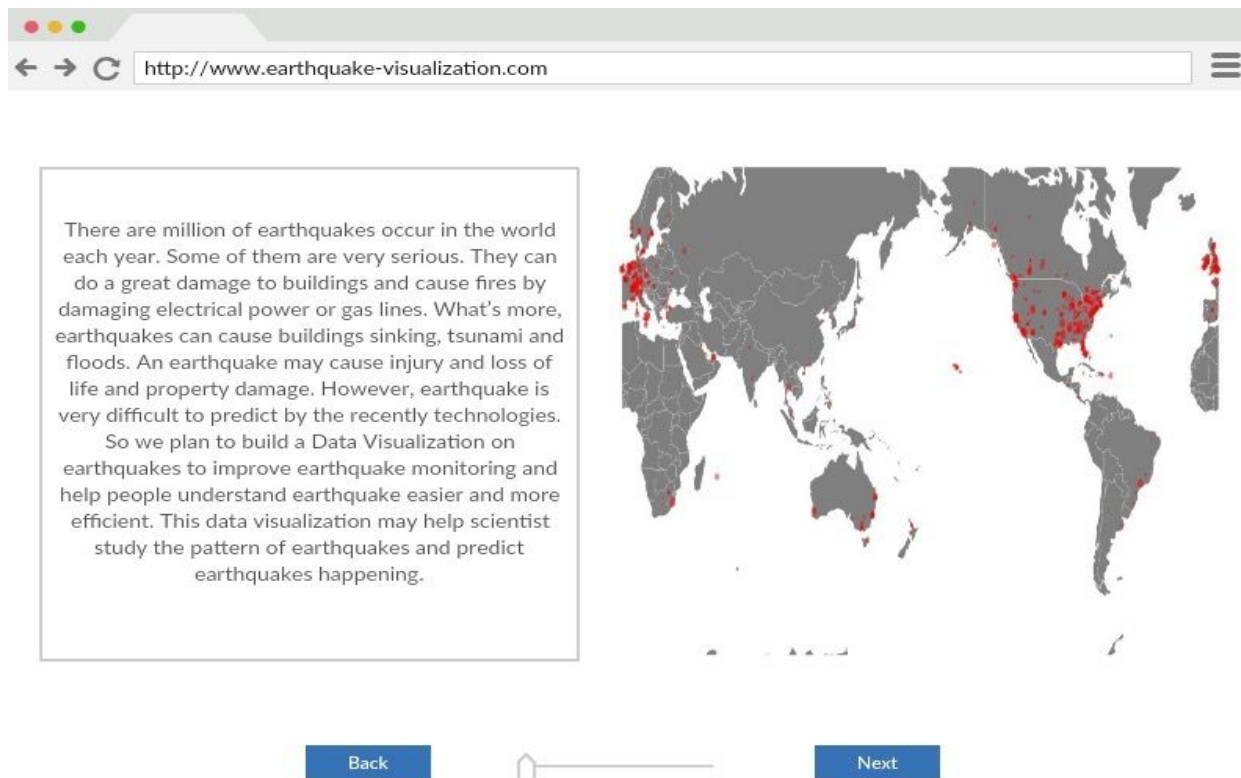 http://www.earthquake-visualization.com
There are million of earthquakes occur in the world
each year. Some of them are very serious. They can
do a great damage to buildings and cause fires by
damaging electrical power or gas lines. What's more,
earthquakes can cause buildings sinking, tsunami and
floods. An earthquake may cause injury and loss of
life and property damage. However, earthquake is
very difficult to predict by the recently technologies.
So we plan to build a Data Visualization on
earthquakes to improve earthquake monitoring and
help people understand earthquake easier and more
efficient. This data visualization may help scientist
study the pattern of earthquakes and predict
earthquakes happening.
Back
Next